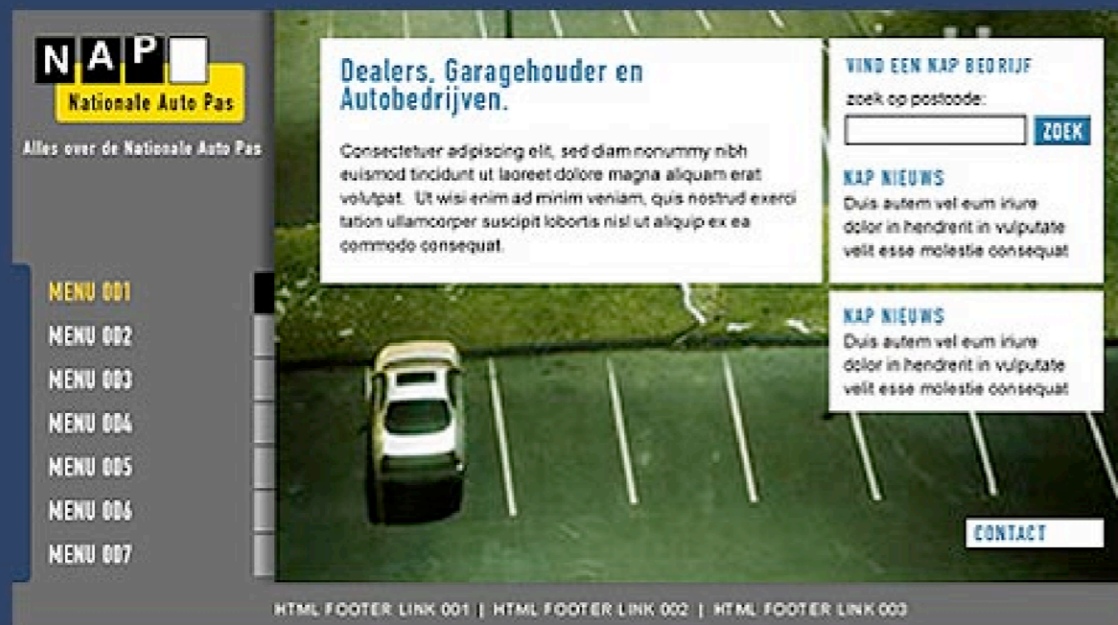 NAP
Nationale Auto Pas
Alles over de Nationale Auto Pas
MENU 001
MENU 002
MENU 003
MENU 004
MENU 005
MENU 006
MENU 007
Dealers, Garagehouder en
Autobedrijven.
Consectetuer adipiscing elit, sed diam nonummy nibh
euismod tincidunt ut laoreet dolore magna aliquam erat
volutpat. Ut wisi enim ad minim veniam, quis nostrud exerci
tation ullamcorper suscipit lobortis nisl ut aliquip ex ea
commodo consequat.
VIND EEN NAP BEDRIJF
zoek op postcode:
ZOEK
NAP NIEUWS
Duis autem vel eum iriure
dolor in hendrerit in vulputate
velit esse molestie consequat
NAP NIEUWS
Duis autem vel eum iriure
dolor in hendrerit in vulputate
velit esse molestie consequat
CONTACT
HTML FOOTER LINK 001 | HTML FOOTER LINK 002 | HTML FOOTER LINK 003